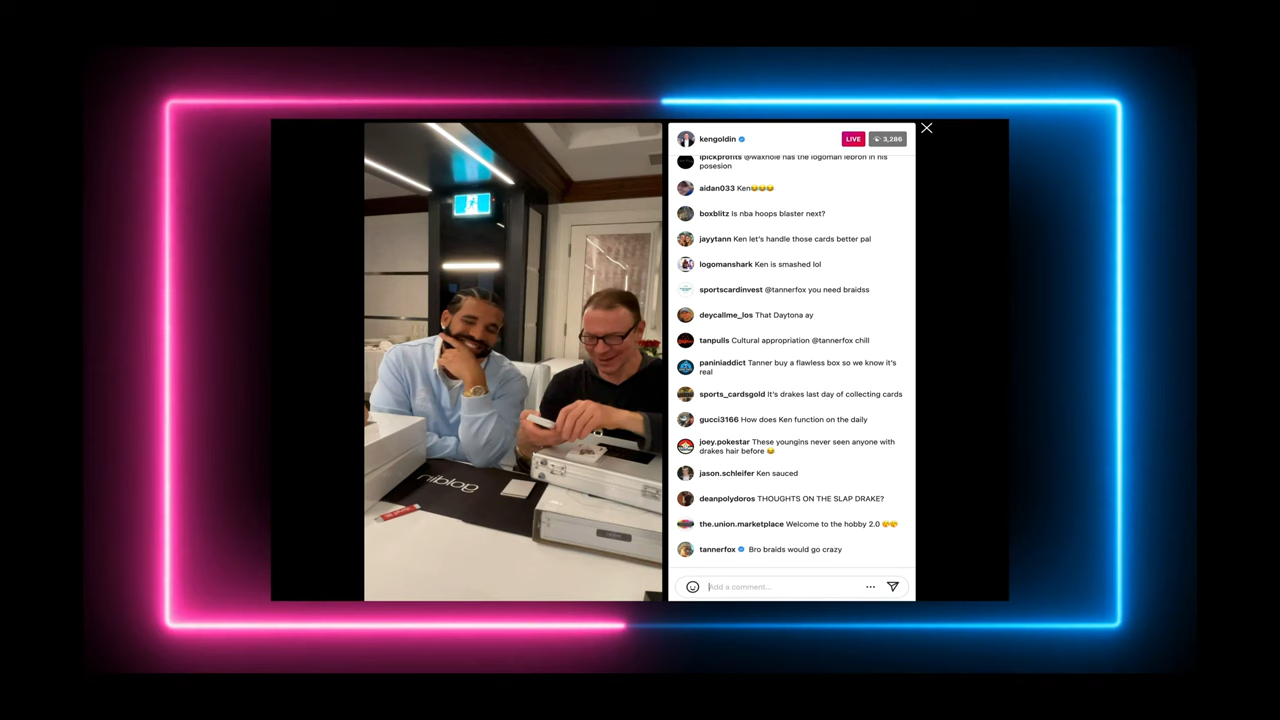 goldin
kengoldin
LIVE
3,286
ipickprofits @waxhole has the logoman lebron in his
posesion
aidan033 Ken😂😂😂
boxblitz Is nba hoops blaster next?
jayytann Ken let's handle those cards better pal
logomanshark Ken is smashed lol
sportscardinvest @tannerfox you need braidss
deycallme_los That Daytona ay
tanpulls Cultural appropriation @tannerfox chill
paniniaddict Tanner buy a flawless box so we know it's
real
sports_cardsgold It's drakes last day of collecting cards
gucci3166 How does Ken function on the daily
joey.pokestar These youngins never seen anyone with
drakes hair before 😂
jason.schleifer Ken sauced
deanpolydoros THOUGHTS ON THE SLAP DRAKE?
the.union.marketplace Welcome to the hobby 2.0
tannerfox Bro braids would go crazy
Add a comment...